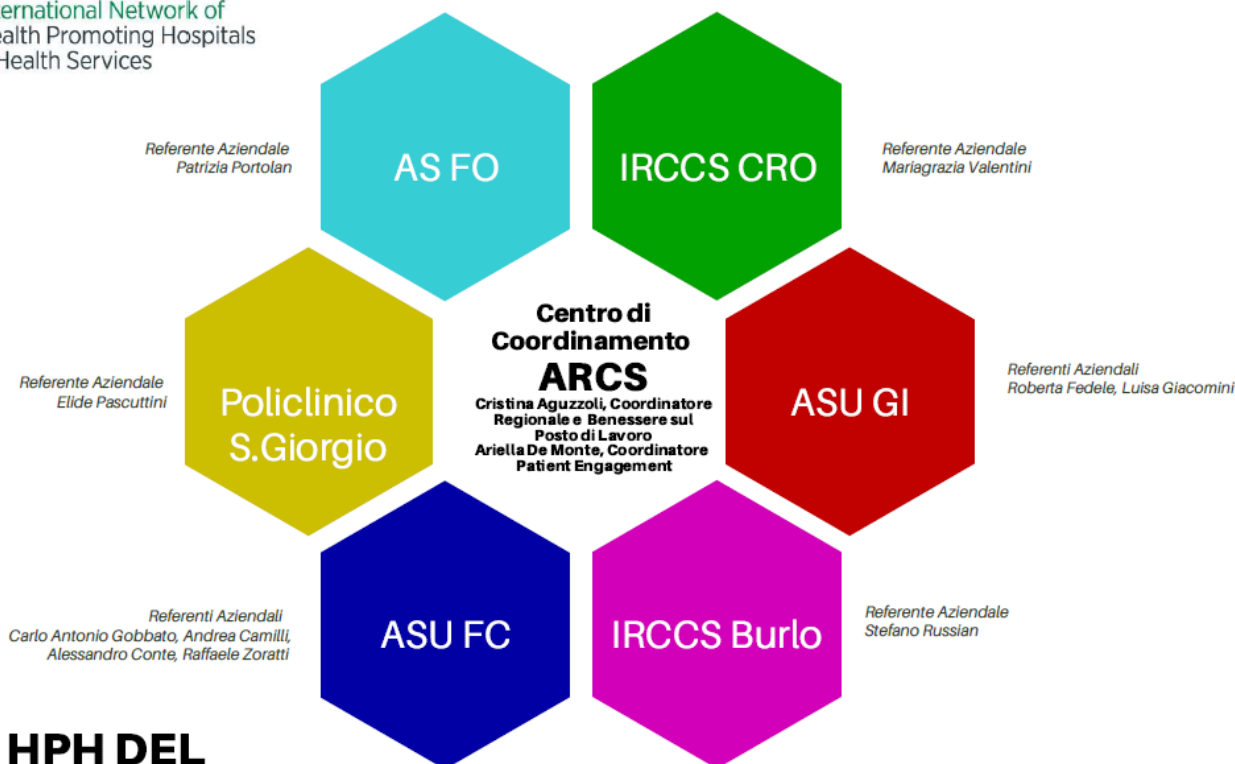 ternational Network of
ealth Promoting Hospitals
Health Services
AS FO
IRCCS CRO
Referente Aziendale
Patrizia Portolan
Referente Aziendale
Mariagrazia Valentini
Centro di
Coordinamento
ARCS
Cristina Aguzzoli, Coordinatore
Regionale e Benessere sul
Posto di Lavoro
Ariella De Monte, Coordinatore
Patient Engagement
Referente Aziendale
Elide Pascuttini
Policlinico
S.Giorgio
ASU GI
Referenti Aziendali
Roberta Fedele, Luisa Giacomini
Referenti Aziendali
Carlo Antonio Gobbato, Andrea Camilli,
Alessandro Conte, Raffaele Zoratti
ASU FC
IRCCS Burlo
Referente Aziendale
Stefano Russian
HPH DEL